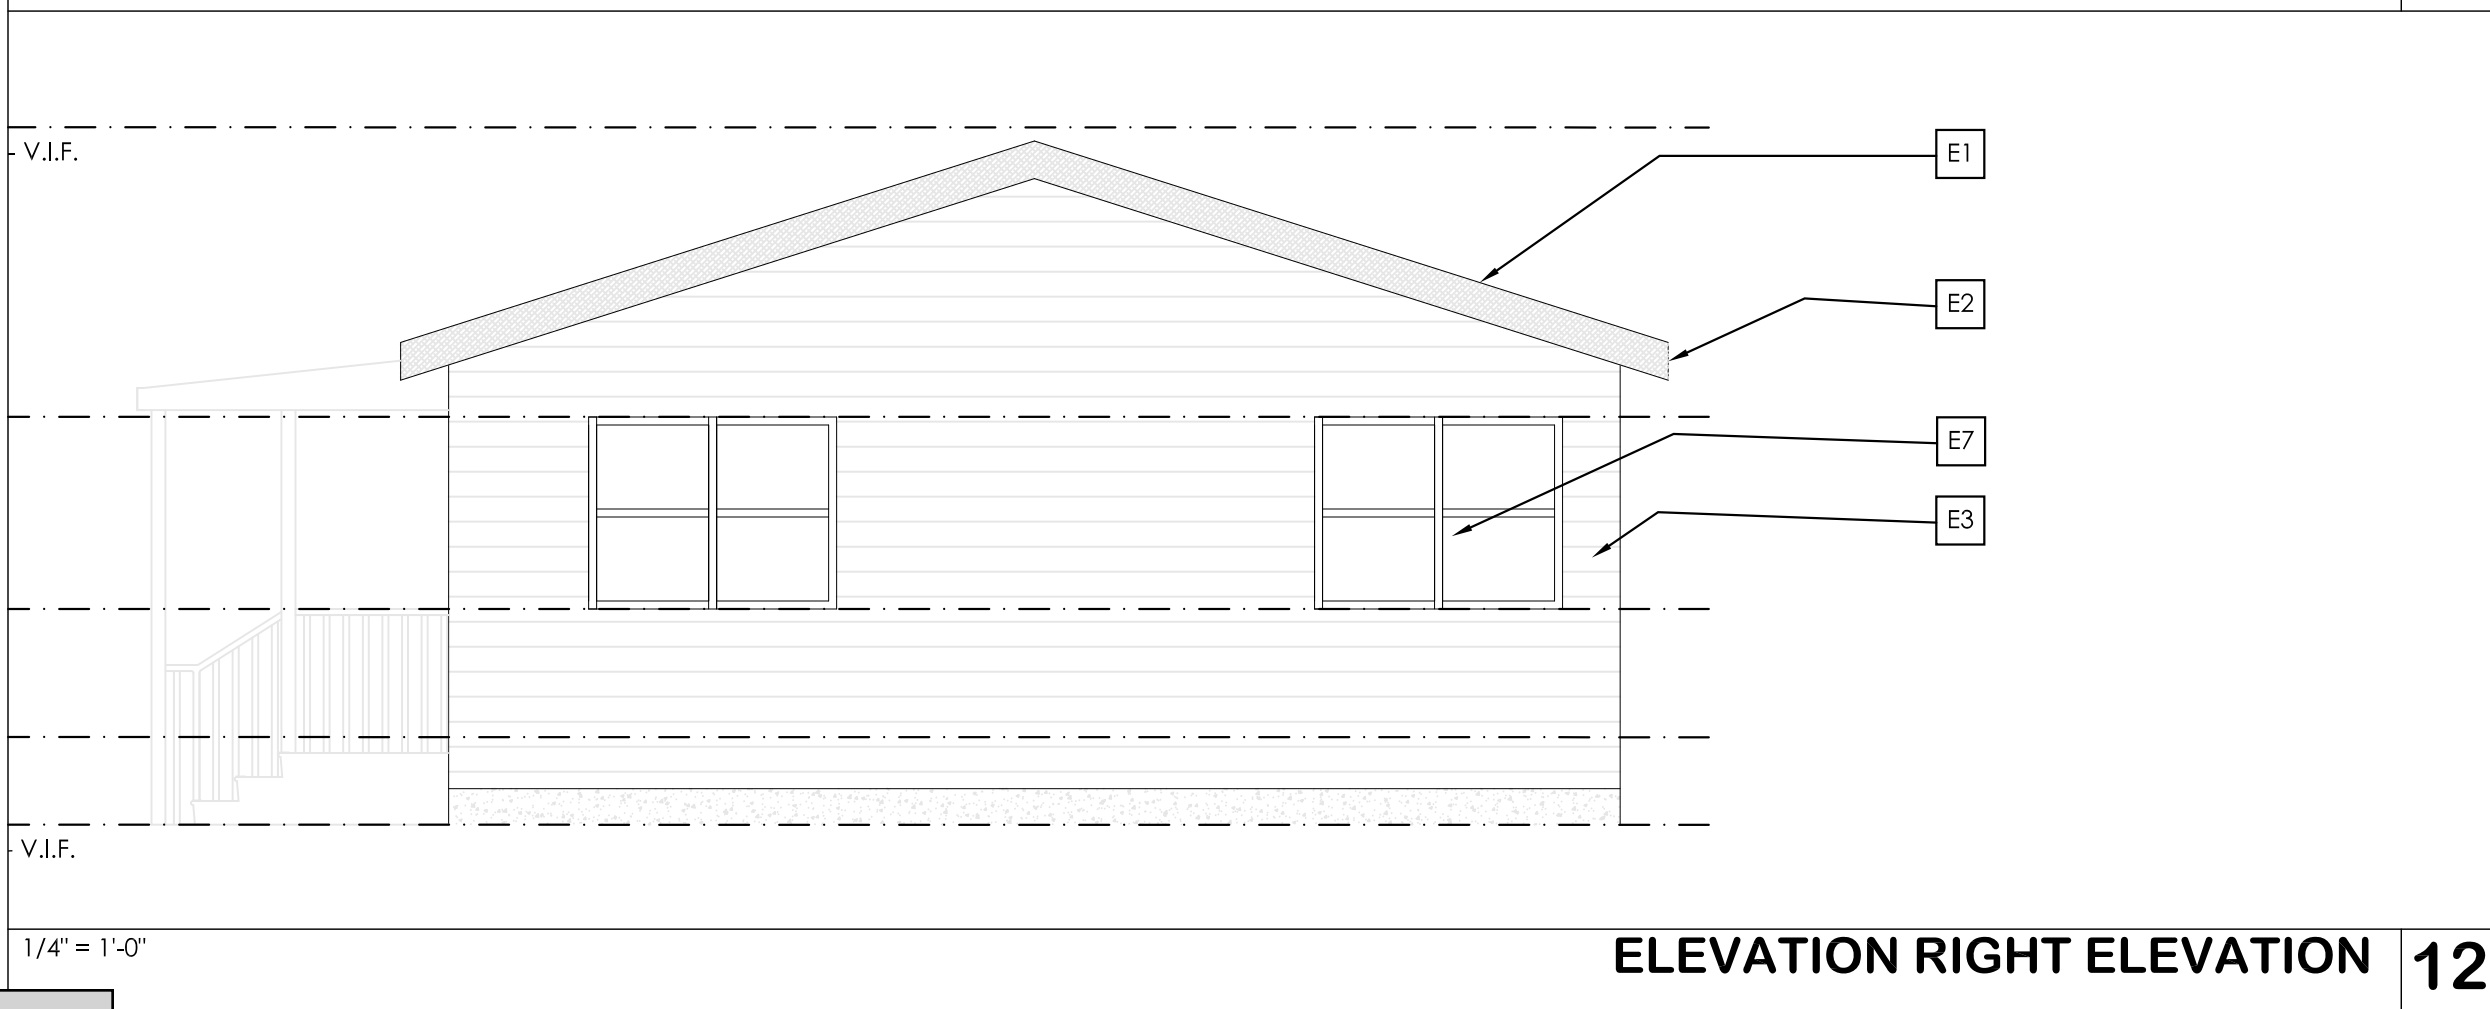 V.I.F.
E1
E2
E7
E3
V.I.F.
1/4" = 1'-0"
ELEVATION RIGHT ELEVATION
12